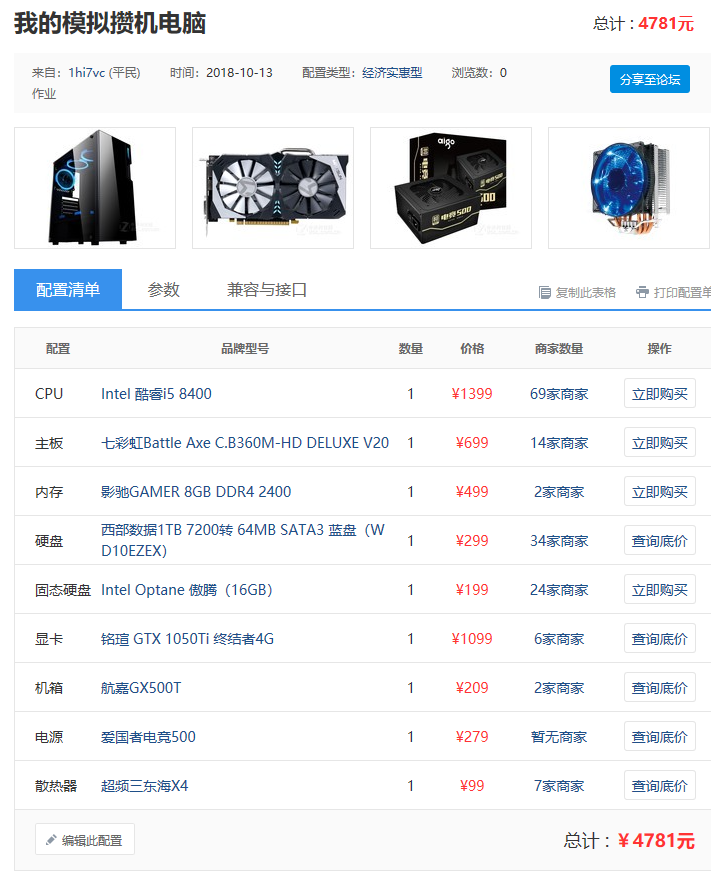 我的模拟攒机电脑
总计：4781元
来自：1hi7vc (平民) 时间：2018-10-13 配置类型：经济实惠型 浏览数：0
作业
分享至论坛
aigo
电竞500
500
配置清单 参数 兼容与接口 复制此表格 打印配置单
配置 品牌型号 数量 价格 商家数量 操作
CPU Intel 酷睿i5 8400 1 ¥1399 69家商家 立即购买
主板 七彩虹Battle Axe C.B360M-HD DELUXE V20 1 ¥699 14家商家 立即购买
内存 影驰GAMER 8GB DDR4 2400 1 ¥499 2家商家 立即购买
硬盘 西部数据1TB 7200转 64MB SATA3 蓝盘（W
D10EZEX） 1 ¥299 34家商家 查询底价
固态硬盘 Intel Optane 傲腾（16GB） 1 ¥199 24家商家 立即购买
显卡 铭瑄 GTX 1050Ti 终结者4G 1 ¥1099 6家商家 查询底价
机箱 航嘉GX500T 1 ¥209 2家商家 查询底价
电源 爱国者电竞500 1 ¥279 暂无商家 查询底价
散热器 超频三东海X4 1 ¥99 7家商家 查询底价
编辑此配置 总计：￥4781元